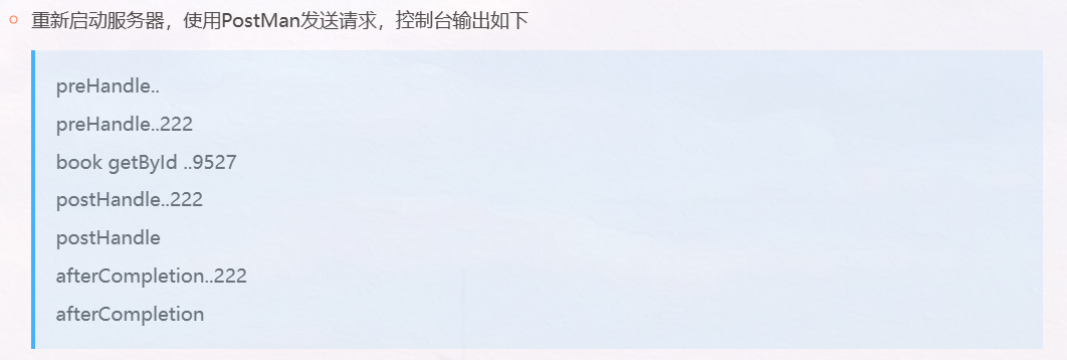 重新启动服务器，使用PostMan发送请求，控制台输出如下
preHandle..
preHandle..222
book getById ..9527
postHandle..222
postHandle
afterCompletion..222
afterCompletion